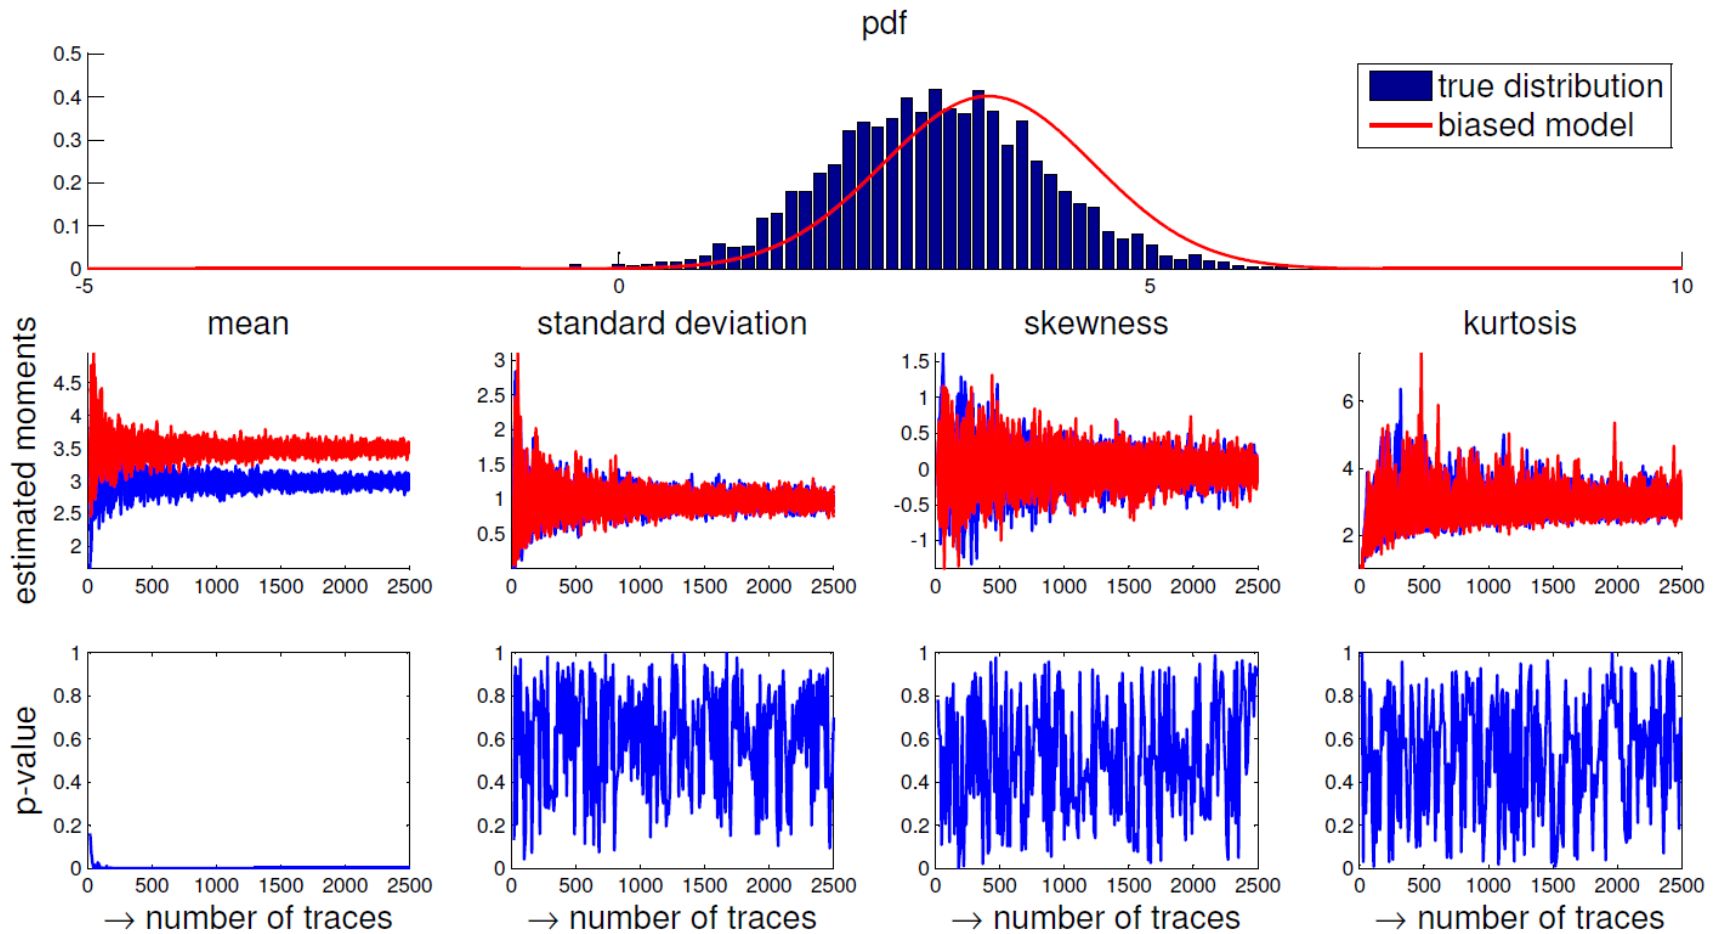 pdf
0.5
0.4
0.3
0.2
0.1
0
-5 0 5 10
true distribution
biased model
estimated moments
mean
4.5
4
3.5
3
2.5
2
0 500 1000 1500 2000 2500
standard deviation
3
2.5
2
1.5
1
0.5
0 500 1000 1500 2000 2500
skewness
1.5
1
0.5
0
-0.5
-1
0 500 1000 1500 2000 2500
kurtosis
6
4
2
0 500 1000 1500 2000 2500
p-value
1
0.8
0.6
0.4
0.2
0
0 500 1000 1500 2000 2500
→ number of traces
1
0.8
0.6
0.4
0.2
0
0 500 1000 1500 2000 2500
→ number of traces
1
0.8
0.6
0.4
0.2
0
0 500 1000 1500 2000 2500
→ number of traces
1
0.8
0.6
0.4
0.2
0
0 500 1000 1500 2000 2500
→ number of traces